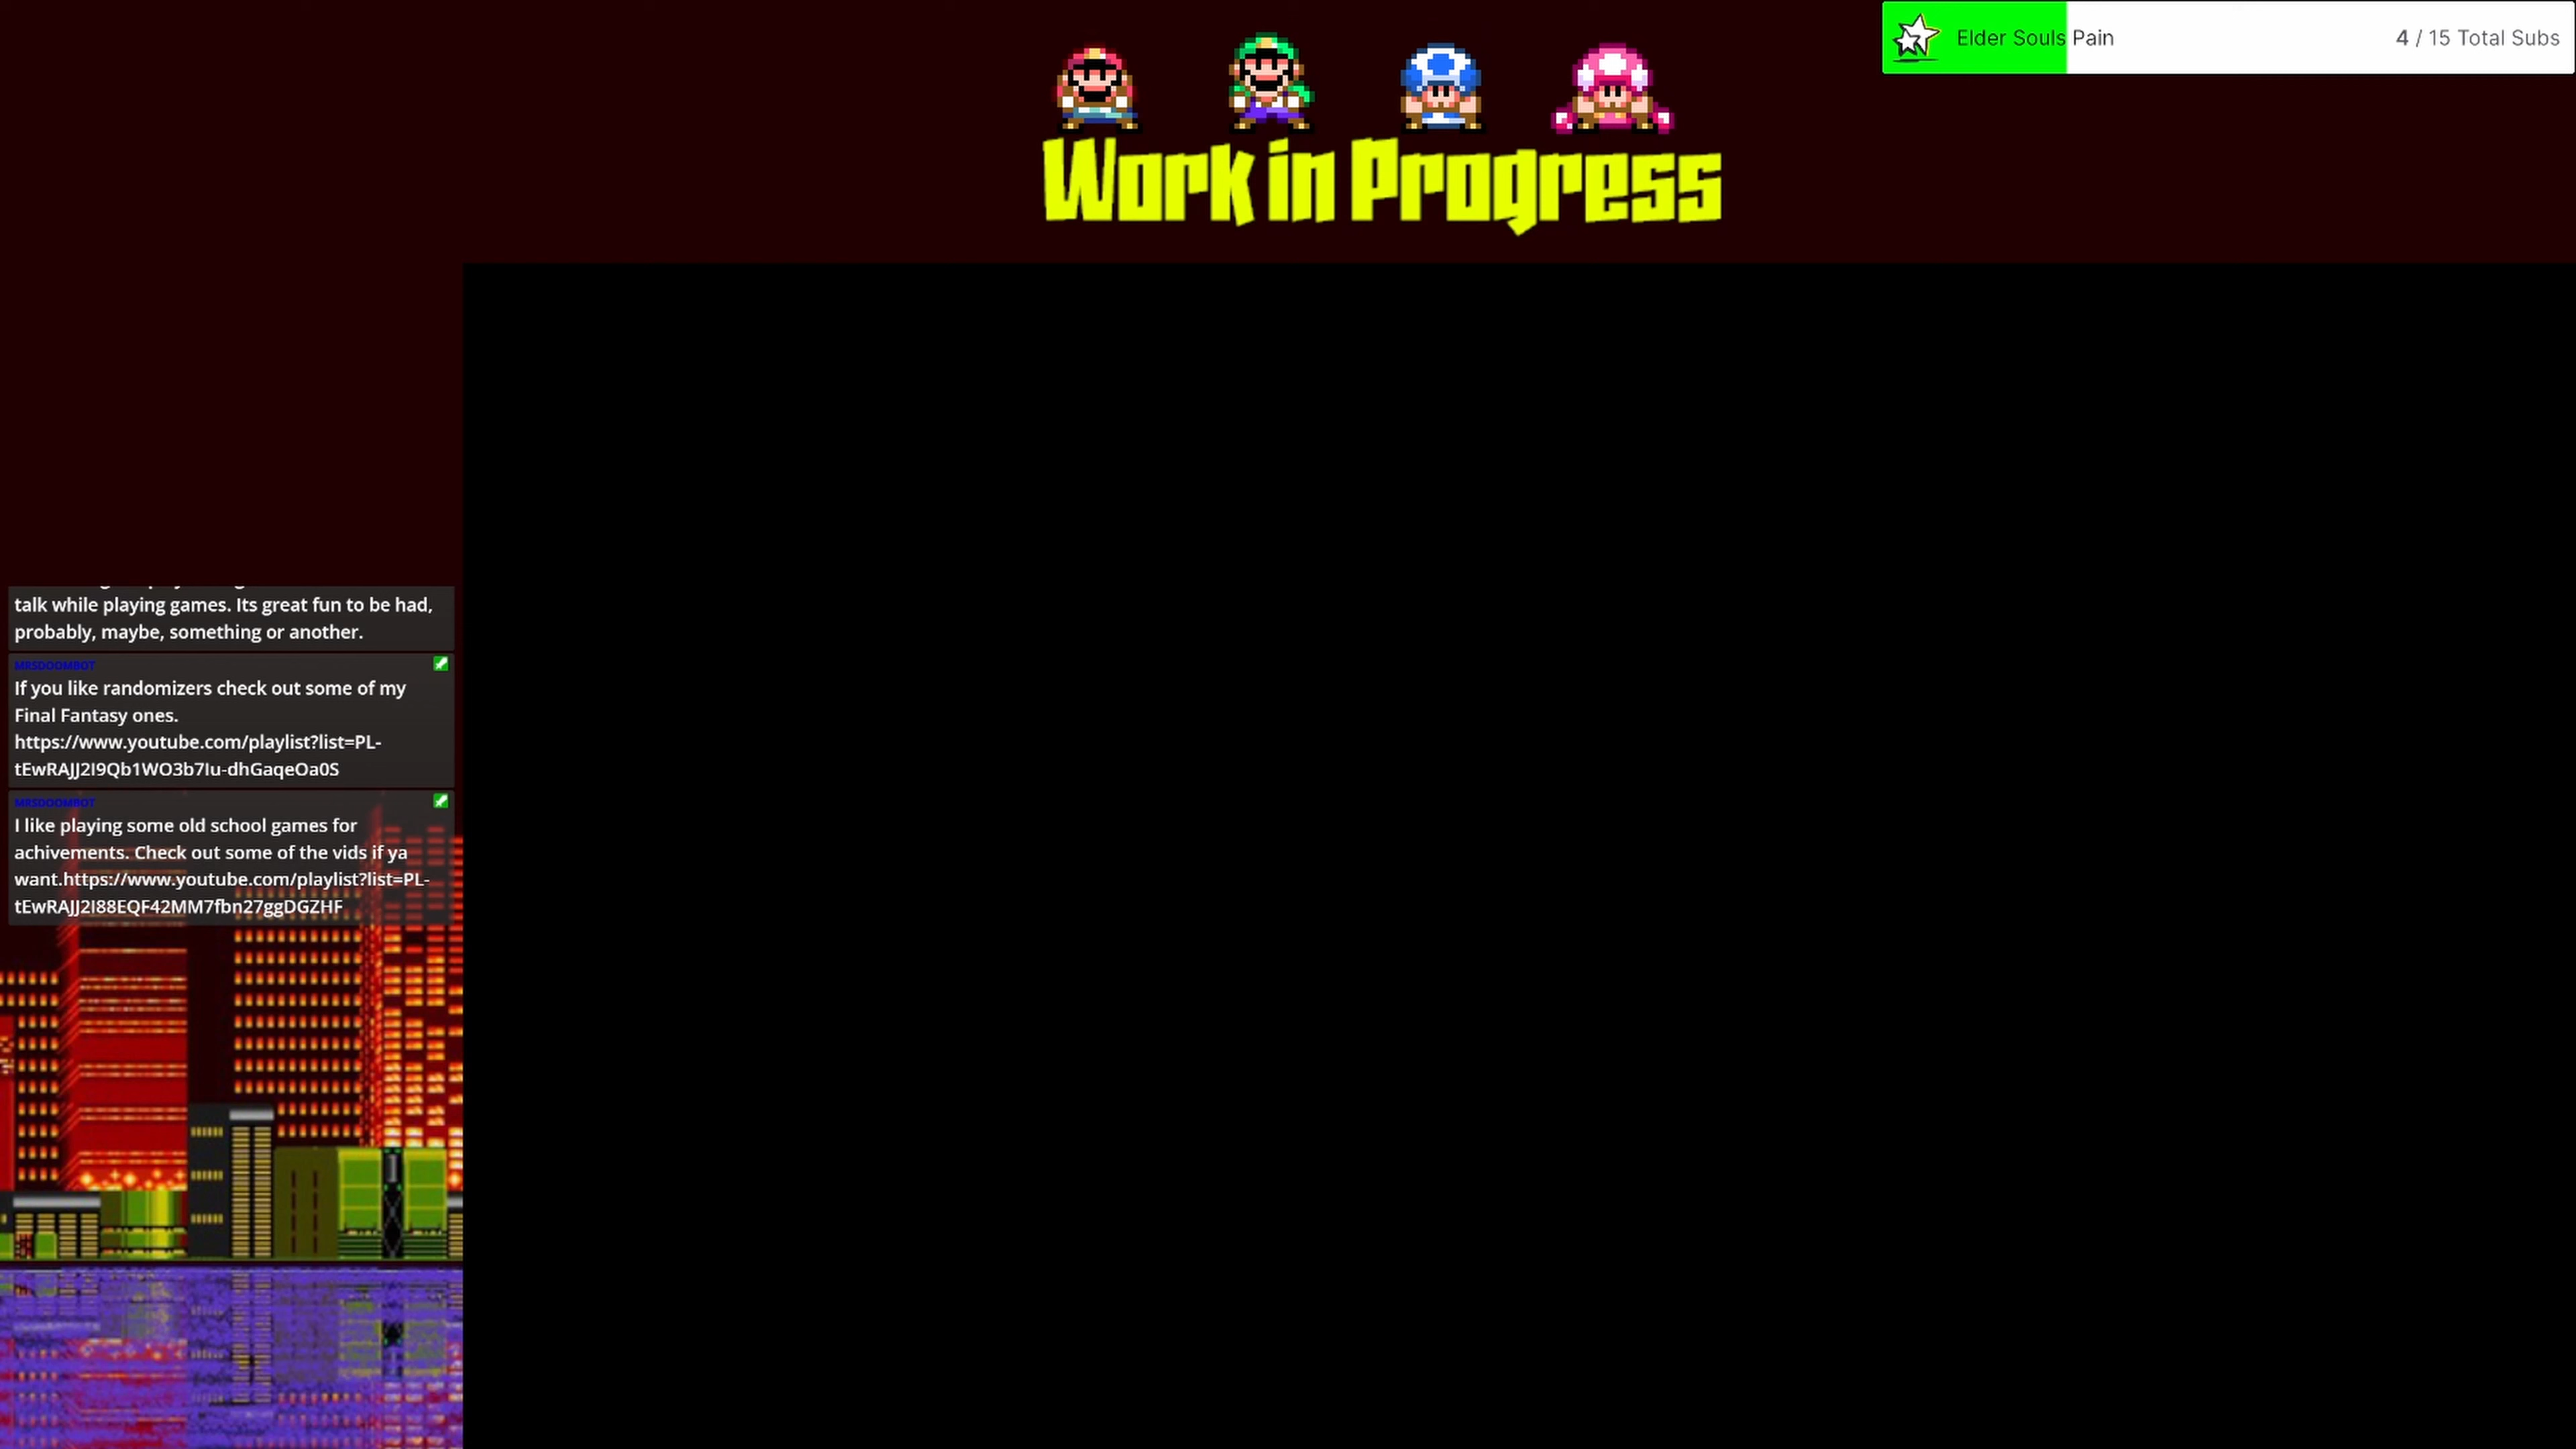 Elder Souls Pain
4 / 15 Total Subs
Work in Progress
talk while playing games. Its great fun to be had,
probably, maybe, something or another.
MRSDOOMBOT
If you like randomizers check out some of my
Final Fantasy ones.
https://www.youtube.com/playlist?list=PL-
tEwRAJJ2I9Qb1WO3b7Iu-dhGaqeOa0S
MRSDOOMBOT
I like playing some old school games for
achivements. Check out some of the vids if ya
want.https://www.youtube.com/playlist?list=PL-
tEwRAJJ2I88EQF42MM7fbn27ggDGZHF